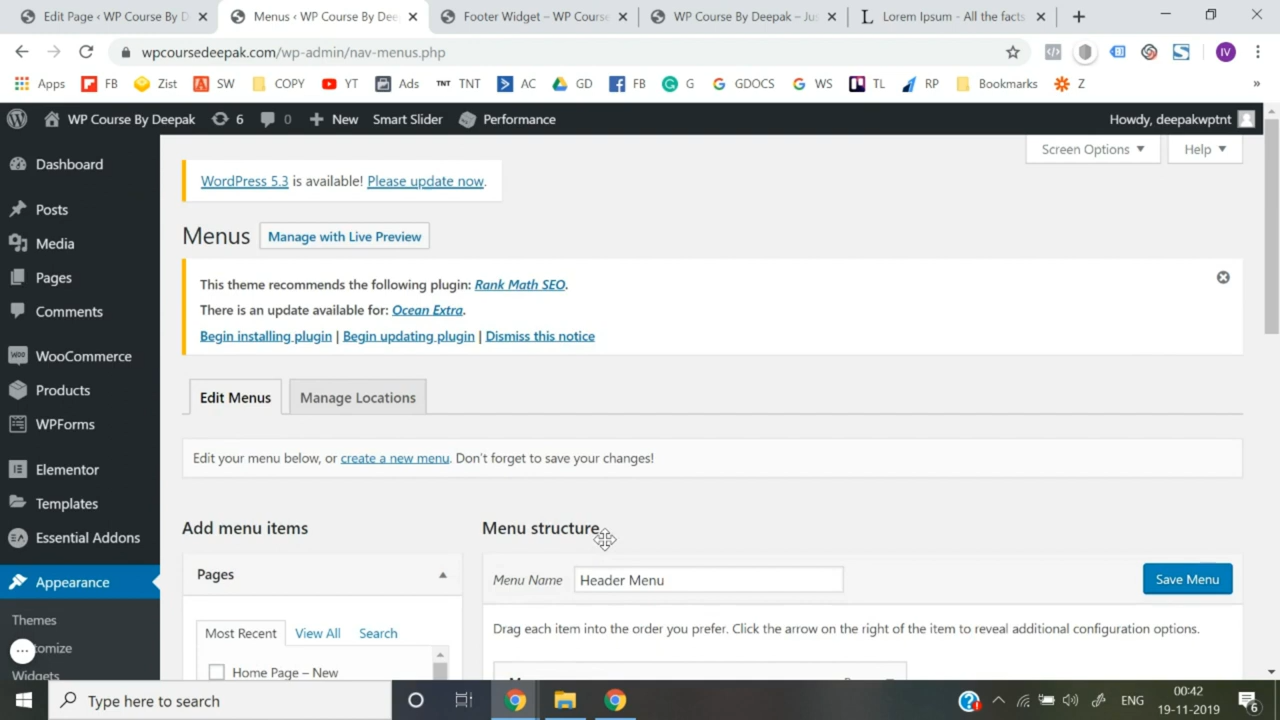 Edit Page ‹ WP Course By D
Menus ‹ WP Course By Dee
Footer Widget – WP Course
WP Course By Deepak – Jus
Lorem Ipsum - All the facts
wpcoursedeepak.com/wp-admin/nav-menus.php
IV
Apps FB Zist SW COPY YT Ads TNT TNT AC GD FB G GDOCS WS TL RP Bookmarks Z »
WP Course By Deepak 6 0 New Smart Slider Performance Howdy, deepakwptnt
Screen Options Help
Dashboard
Posts
Media
Pages
Comments
WooCommerce
Products
WPForms
Elementor
Templates
Essential Addons
Appearance
Themes
tomize
Widgets
WordPress 5.3 is available! Please update now.
Menus Manage with Live Preview
This theme recommends the following plugin: Rank Math SEO.
There is an update available for: Ocean Extra.
Begin installing plugin | Begin updating plugin | Dismiss this notice
Edit Menus Manage Locations
Edit your menu below, or create a new menu. Don't forget to save your changes!
Add menu items
Pages
Most Recent View All Search
Home Page – New
Menu structure
Menu Name Header Menu Save Menu
Drag each item into the order you prefer. Click the arrow on the right of the item to reveal additional configuration options.
Type here to search
ENG
00:42
19-11-2019
6